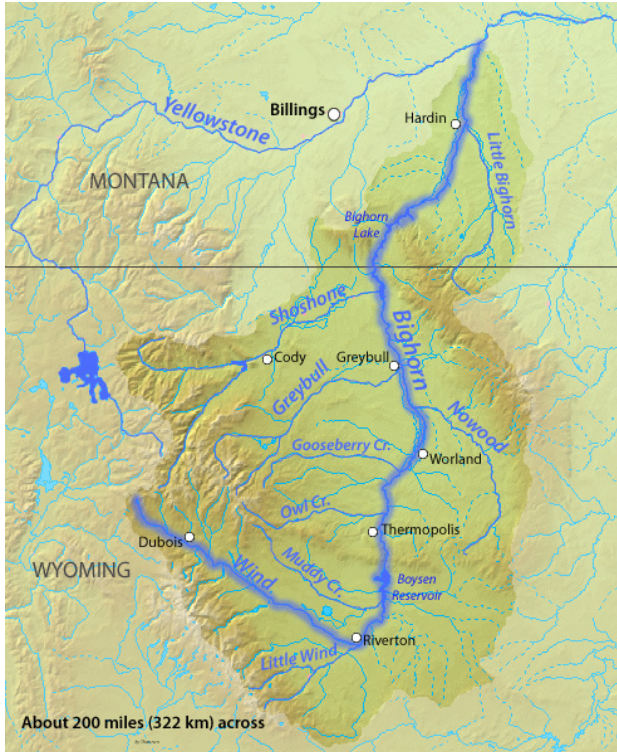 Billings
Yellowstone
Hardin
Little Bighorn
MONTANA
Bighorn
Lake
Shoshone
Bighorn
Cody
Greybull
Greybull
Nowood
Gooseberry Cr.
Worland
Owl Cr.
Thermopolis
Dubois
WYOMING
Wind
Muddy Cr.
Boysen
Reservoir
Riverton
Little Wind
About 200 miles (322 km) across